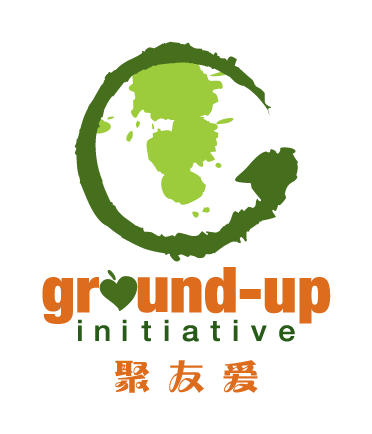 ground-up
initiative
聚友爱